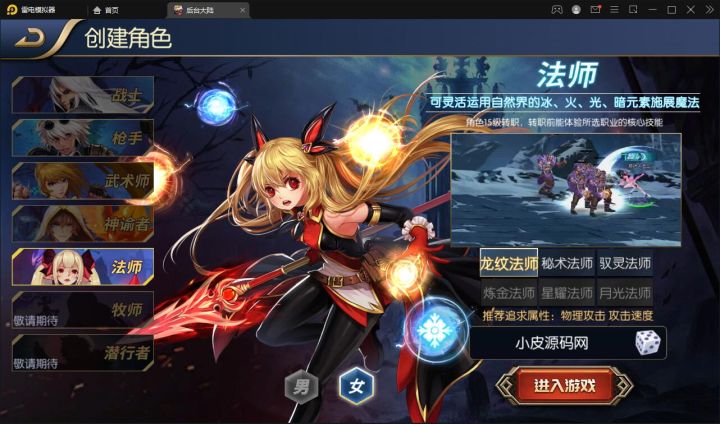 雷电模拟器
首页
后台大陆
创建角色
战士
枪手
武术师
神谕者
法师
牧师
敬请期待
潜行者
敬请期待
法师
可灵活运用自然界的冰、火、光、暗元素施展魔法
角色15级转职，转职前能体验所选职业的核心技能
龙纹法师 秘术法师 驭灵法师
炼金法师 星耀法师 月光法师
推荐追求属性：物理攻击 攻击速度
小皮源码网
男 女
进入游戏